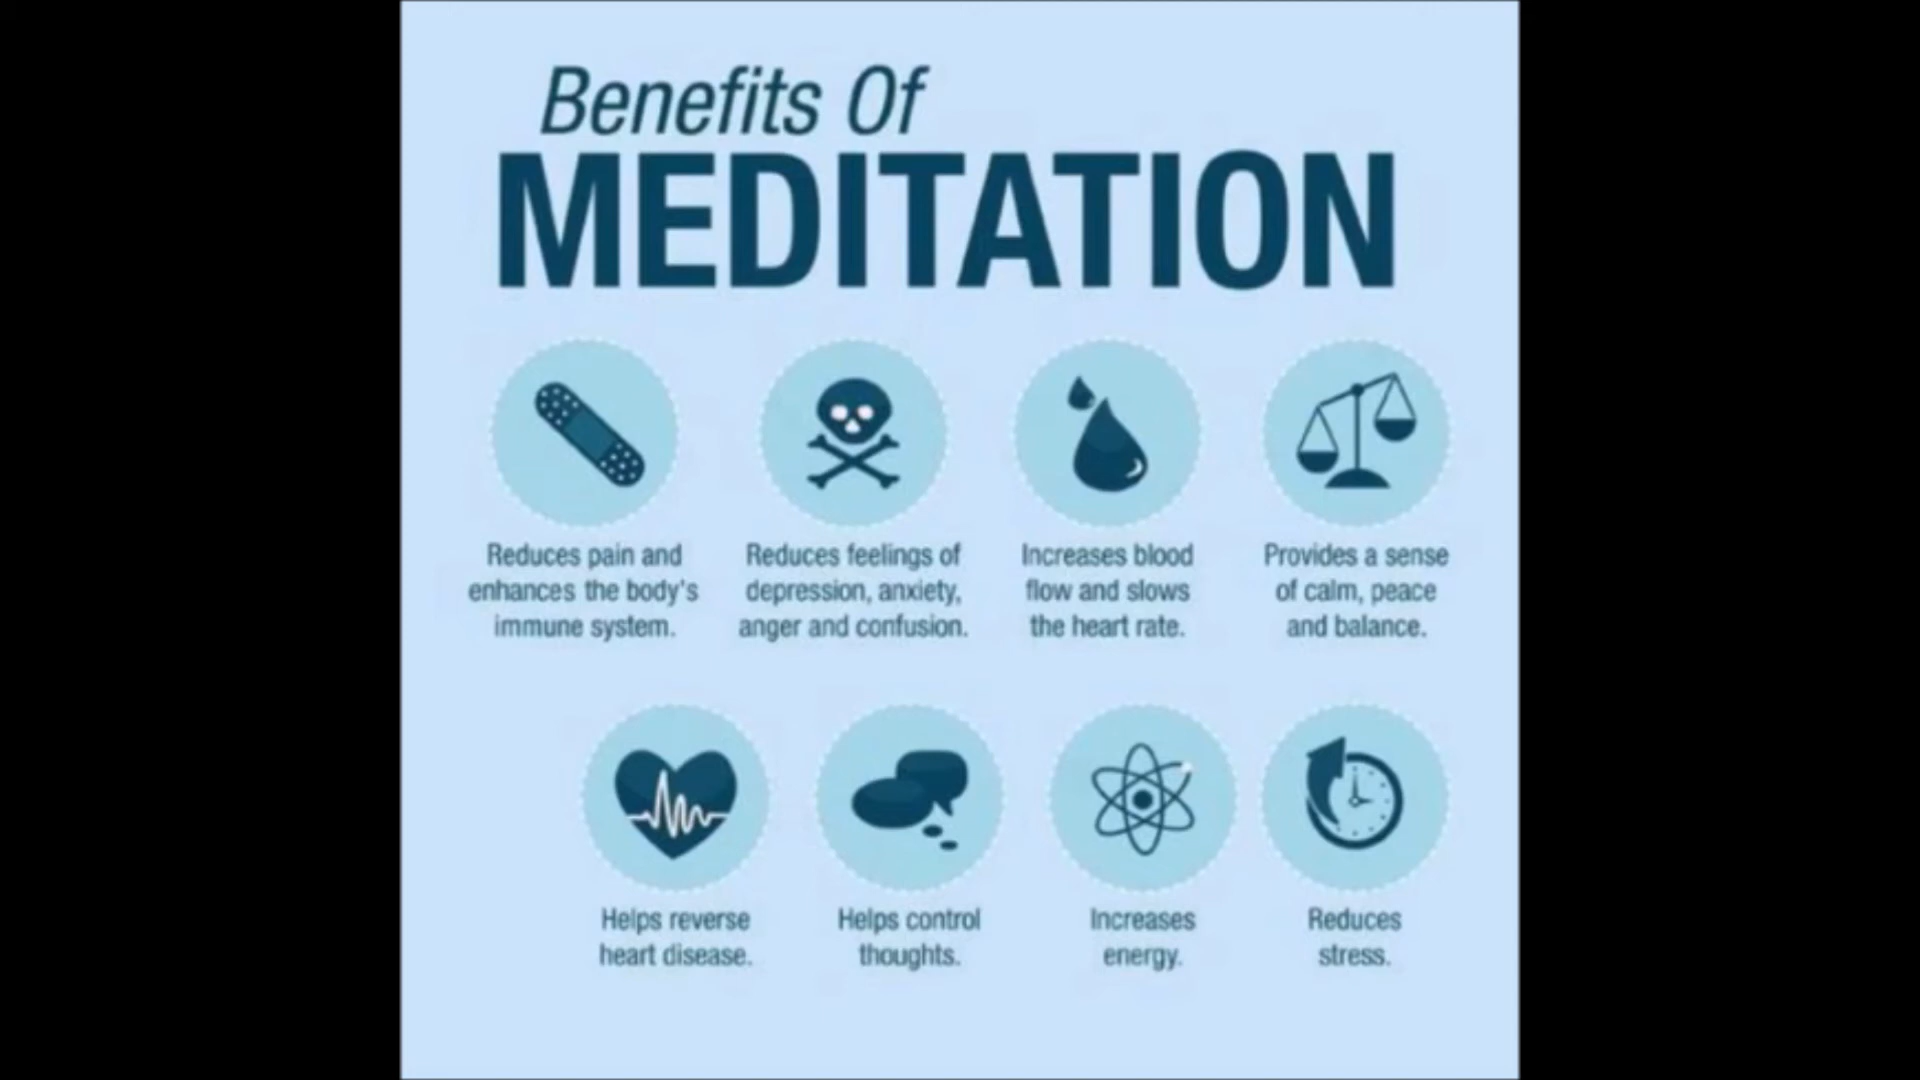 Benefits Of
MEDITATION
Reduces pain and
enhances the body's
immune system.
Reduces feelings of
depression, anxiety,
anger and confusion.
Increases blood
flow and slows
the heart rate.
Provides a sense
of calm, peace
and balance.
Helps reverse
heart disease.
Helps control
thoughts.
Increases
energy.
Reduces
stress.